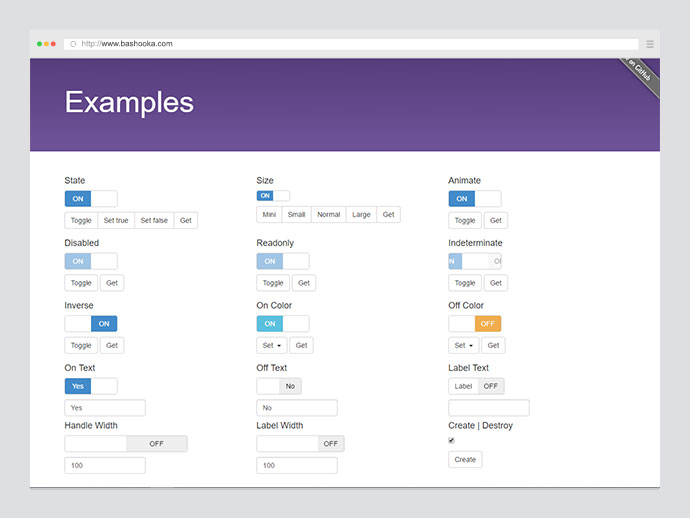 http://www.bashooka.com
on GitHub
Examples
State
Size
Animate
ON
ON
ON
Toggle Set true Set false Get
Mini Small Normal Large Get
Toggle Get
Disabled
Readonly
Indeterminate
ON
ON
N
Toggle Get
Toggle Get
Toggle Get
Inverse
On Color
Off Color
ON
ON
OFF
Toggle Get
Set Get
Set Get
On Text
Off Text
Label Text
Yes
No
Label OFF
Yes
No
Handle Width
Label Width
Create | Destroy
OFF
OFF
100
100
Create